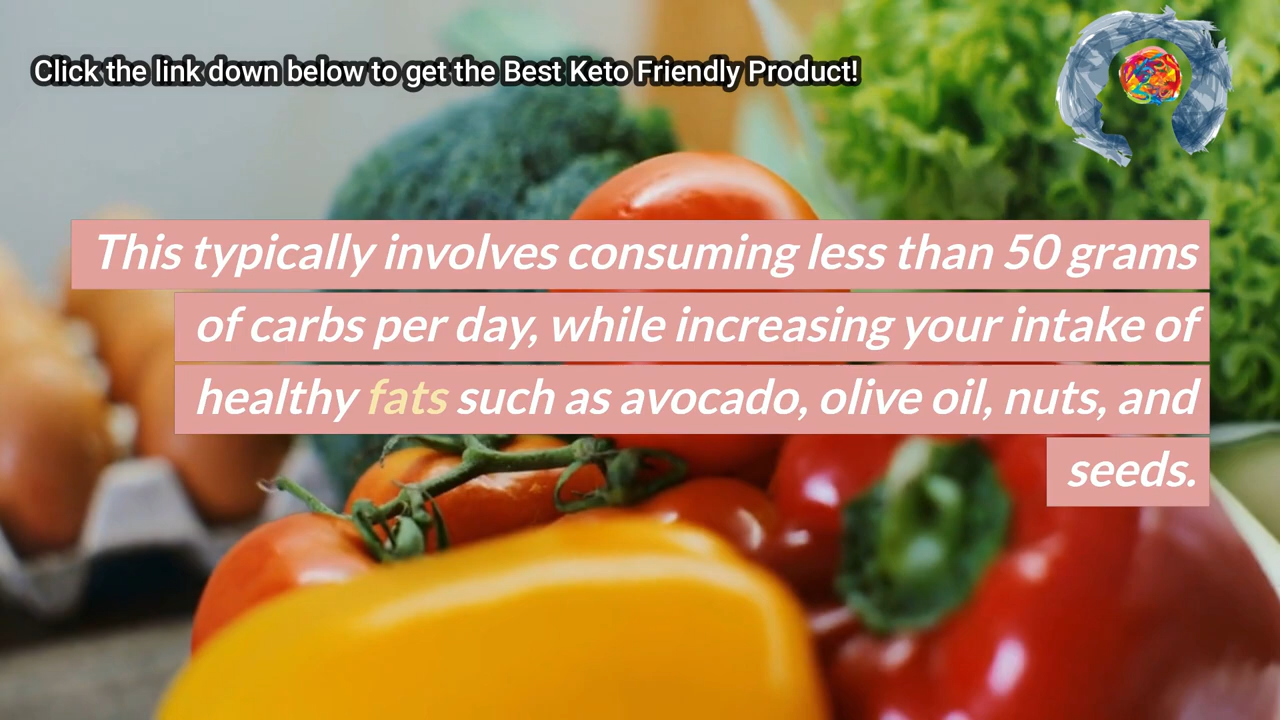 Click the link down below to get the Best Keto Friendly Product!
This typically involves consuming less than 50 grams
of carbs per day, while increasing your intake of
healthy fats such as avocado, olive oil, nuts, and
seeds.